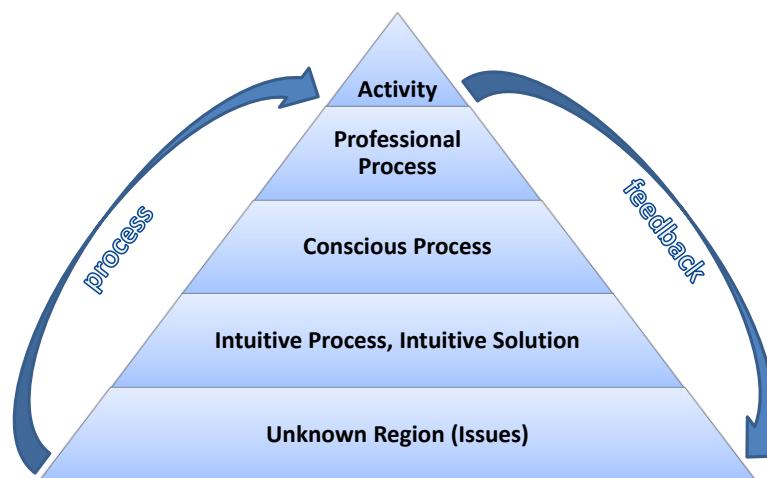 Activity
Professional
Process
Conscious Process
Intuitive Process, Intuitive Solution
Unknown Region (Issues)
process
feedback